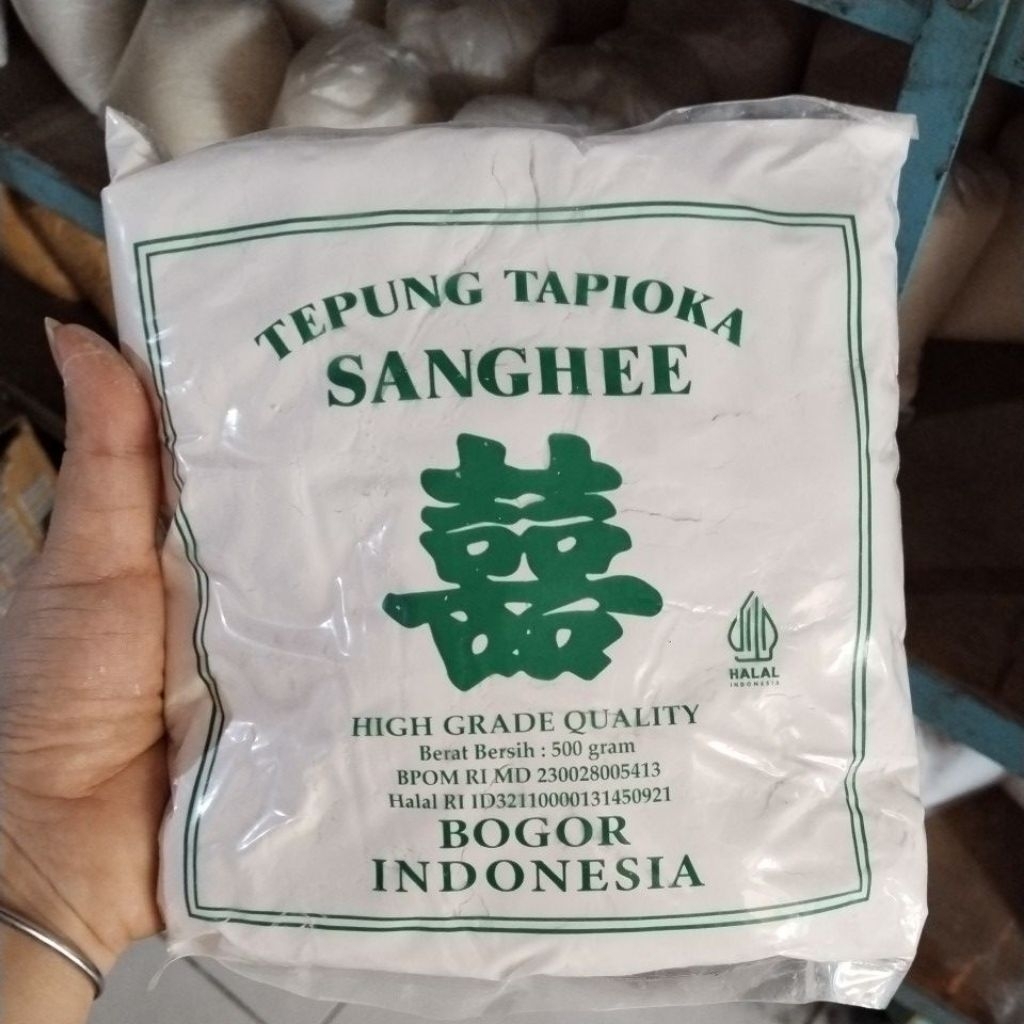 TEPUNG TAPIOKA
SANGHEE
囍
HALAL
INDONESIA
HIGH GRADE QUALITY
Berat Bersih : 500 gram
BPOM RI MD 230028005413
Halal RI ID32110000131450921
BOGOR
INDONESIA